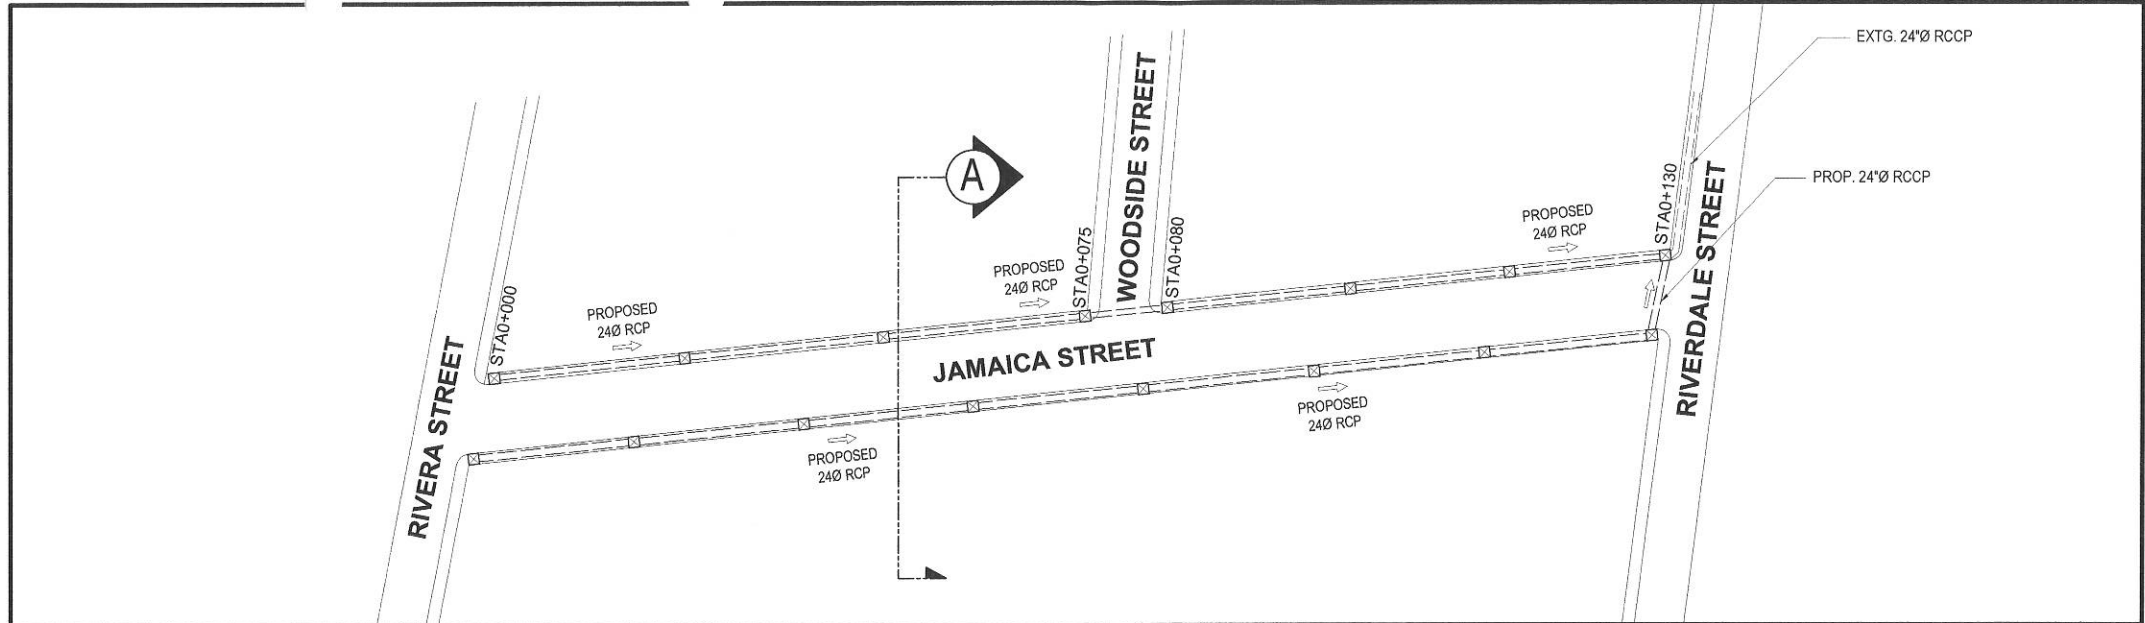 EXTG. 24"Ø RCCP
PROP. 24"Ø RCCP
A
WOODSIDE STREET
STA0+130
RIVERDALE STREET
PROPOSED
24Ø RCP
STA0+080
STA0+075
PROPOSED
24Ø RCP
STA0+000
PROPOSED
24Ø RCP
JAMAICA STREET
RIVERA STREET
PROPOSED
24Ø RCP
PROPOSED
24Ø RCP